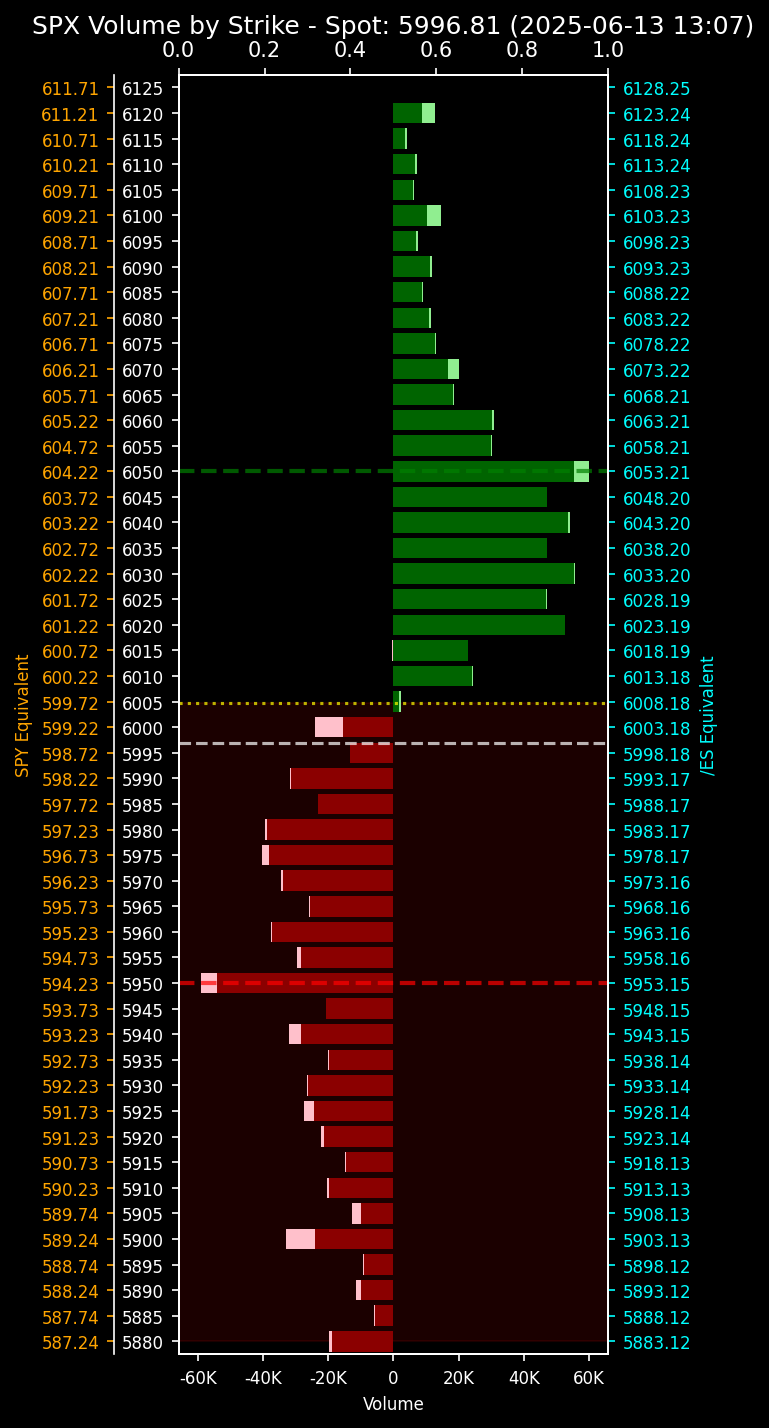 SPX Volume by Strike - Spot: 5996.81 (2025-06-13 13:07)
0.0 0.2 0.4 0.6 0.8 1.0
611.71 6125 6128.25
611.21 6120 6123.24
610.71 6115 6118.24
610.21 6110 6113.24
609.71 6105 6108.23
609.21 6100 6103.23
608.71 6095 6098.23
608.21 6090 6093.23
607.71 6085 6088.22
607.21 6080 6083.22
606.71 6075 6078.22
606.21 6070 6073.22
605.71 6065 6068.21
605.22 6060 6063.21
604.72 6055 6058.21
604.22 6050 6053.21
603.72 6045 6048.20
603.22 6040 6043.20
602.72 6035 6038.20
602.22 6030 6033.20
601.72 6025 6028.19
601.22 6020 6023.19
600.72 6015 6018.19
600.22 6010 6013.18
599.72 6005 6008.18
599.22 6000 6003.18
598.72 5995 5998.18
598.22 5990 5993.17
597.72 5985 5988.17
597.23 5980 5983.17
596.73 5975 5978.17
596.23 5970 5973.16
595.73 5965 5968.16
595.23 5960 5963.16
594.73 5955 5958.16
594.23 5950 5953.15
593.73 5945 5948.15
593.23 5940 5943.15
592.73 5935 5938.14
592.23 5930 5933.14
591.73 5925 5928.14
591.23 5920 5923.14
590.73 5915 5918.13
590.23 5910 5913.13
589.74 5905 5908.13
589.24 5900 5903.13
588.74 5895 5898.12
588.24 5890 5893.12
587.74 5885 5888.12
587.24 5880 5883.12
SPY Equivalent
/ES Equivalent
-60K -40K -20K 0 20K 40K 60K
Volume